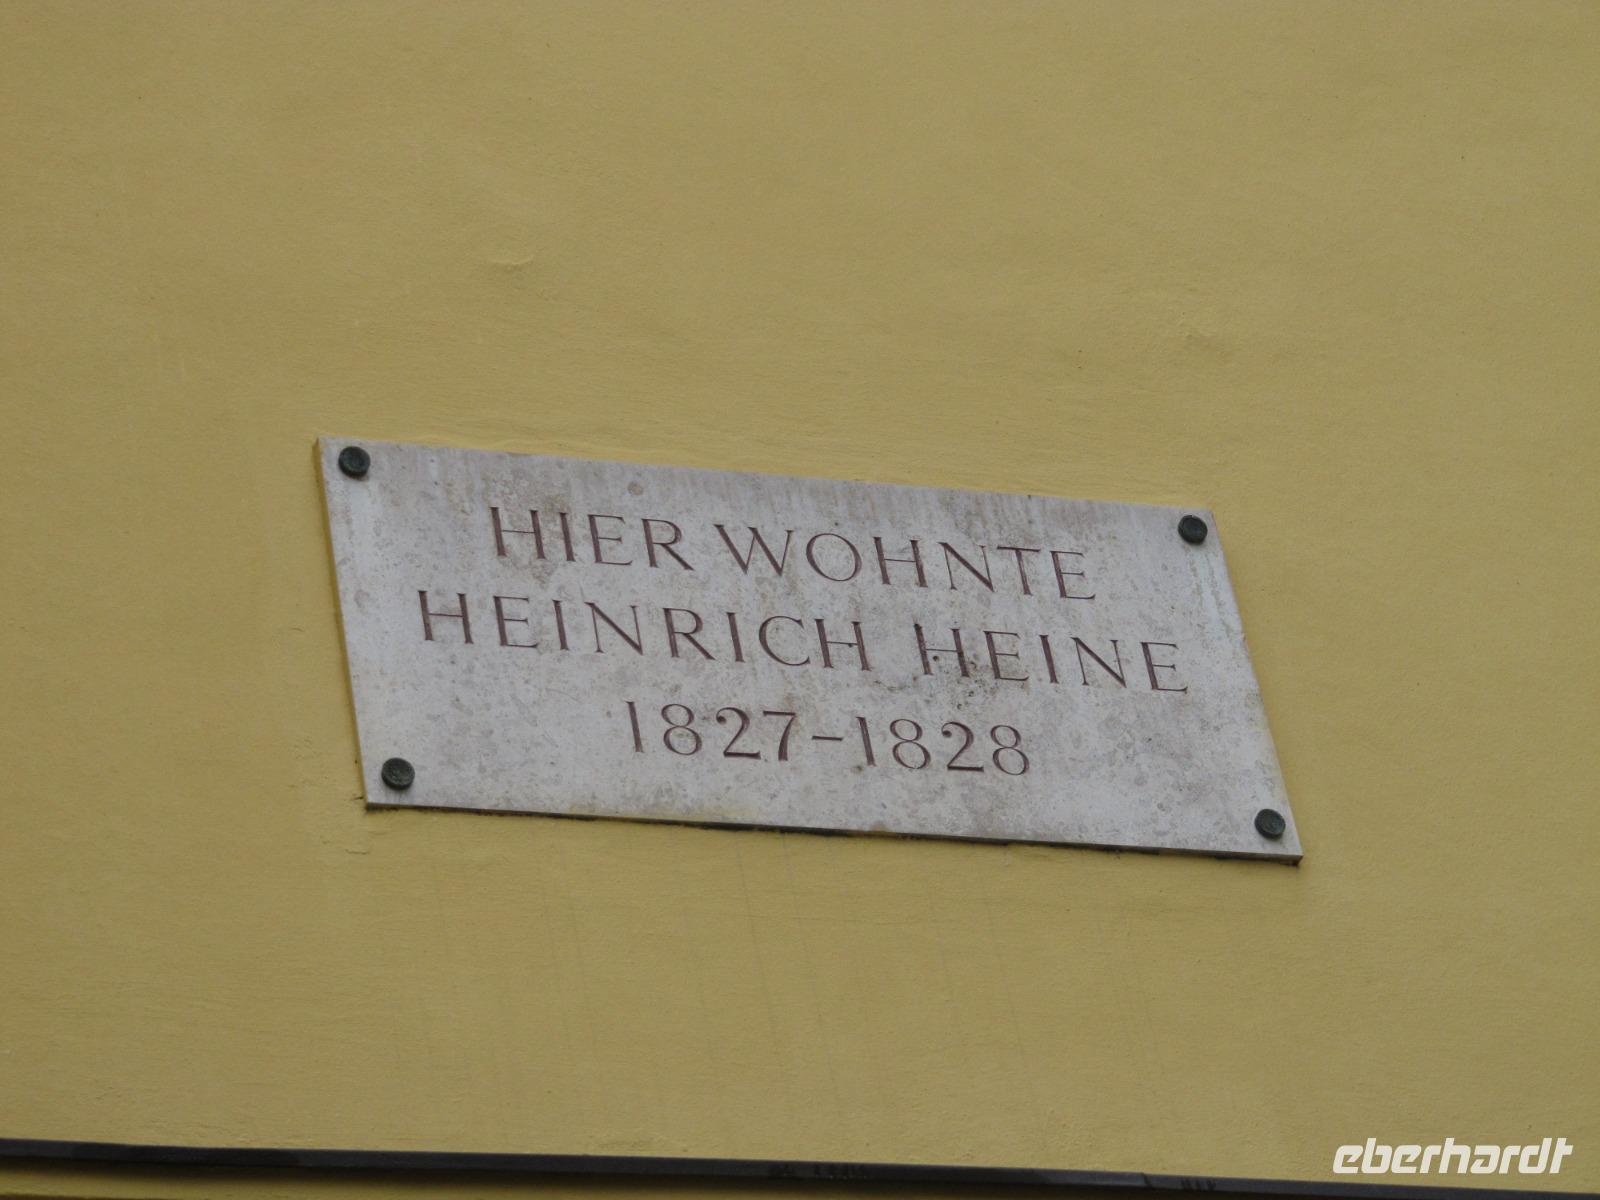 HIER WOHNTE
HEINRICH HEINE
1827-1828
eberhardt